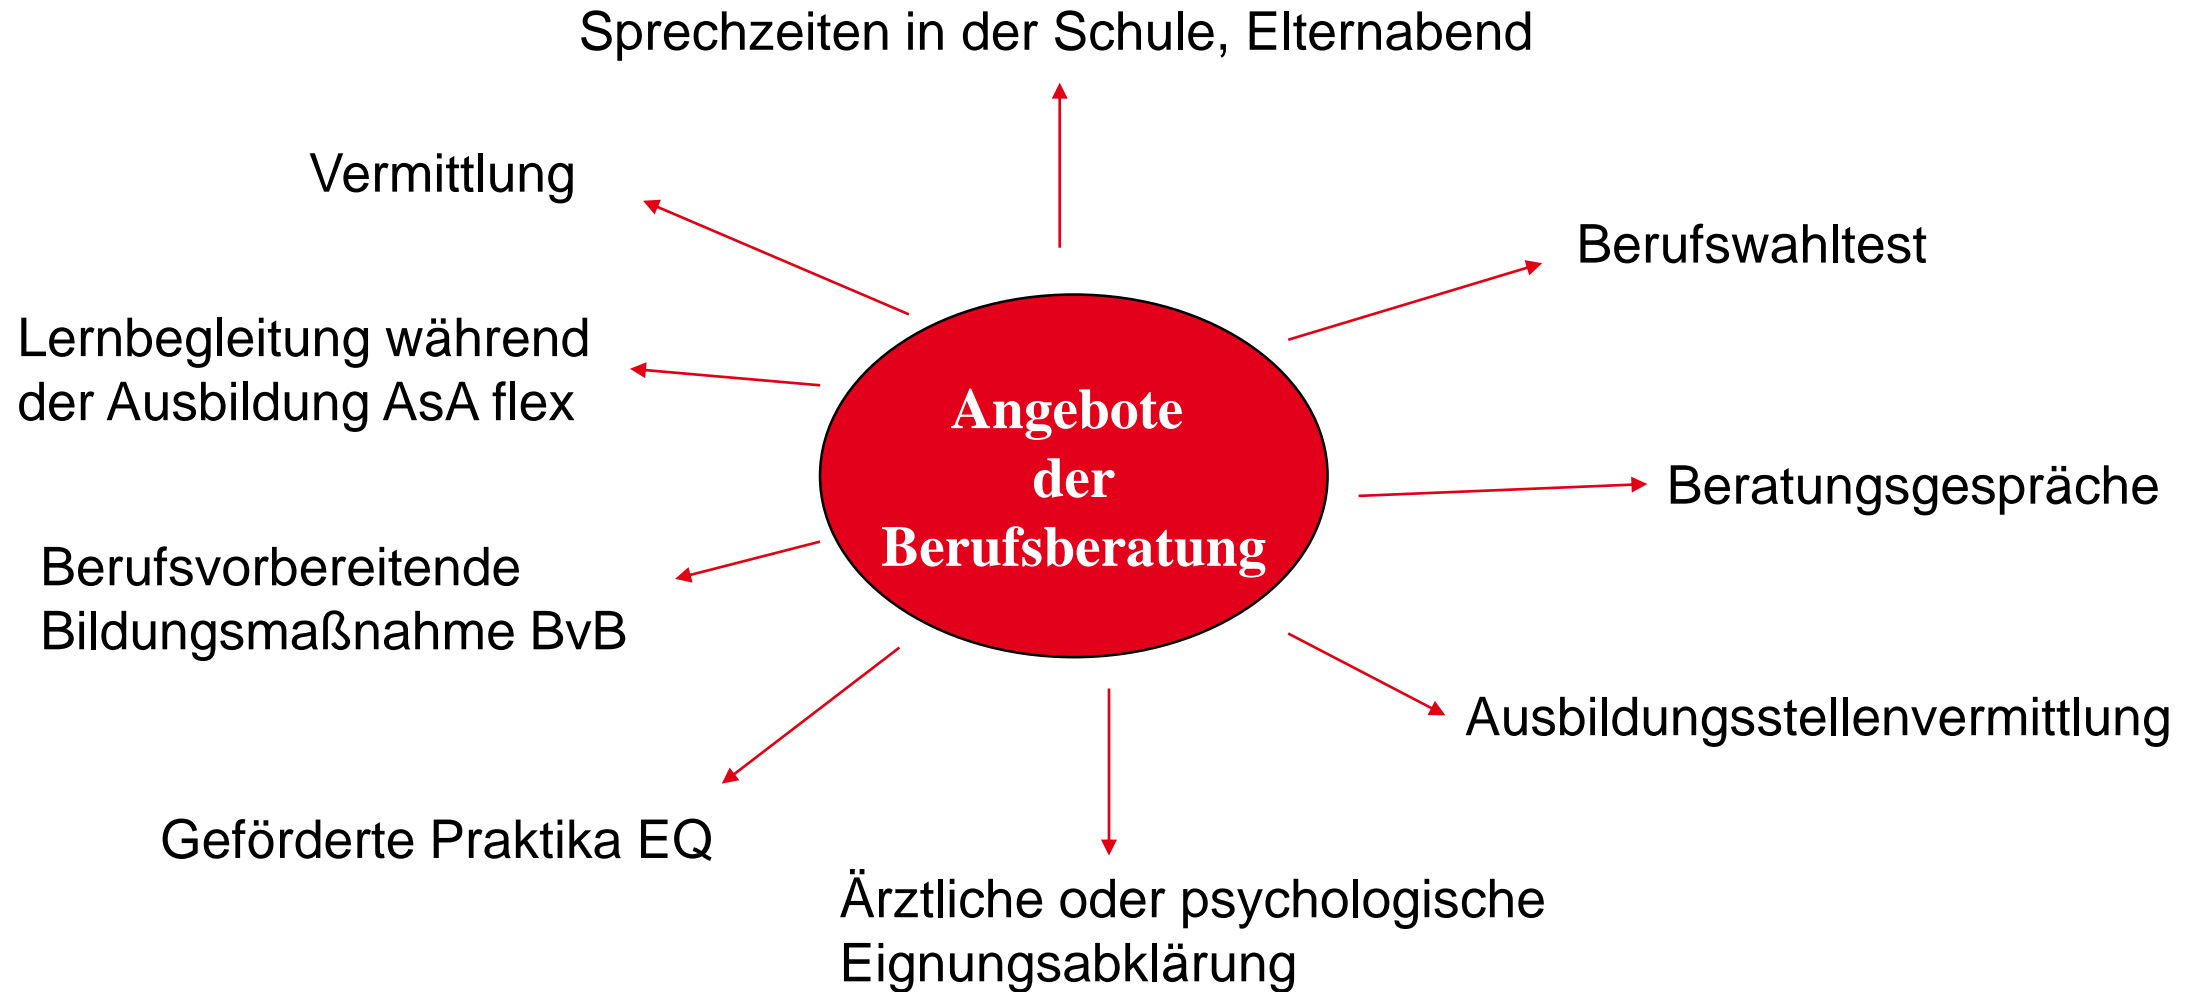 Sprechzeiten in der Schule, Elternabend
Vermittlung
Berufswahltest
Lernbegleitung während
der Ausbildung AsA flex
Angebote
der
Berufsberatung
Beratungsgespräche
Berufsvorbereitende
Bildungsmaßnahme BvB
Ausbildungsstellenvermittlung
Geförderte Praktika EQ
Ärztliche oder psychologische
Eignungsabklärung